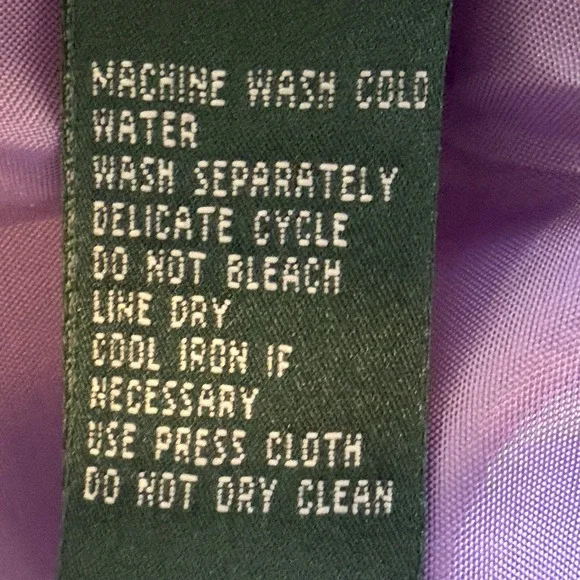 MACHINE WASH COLD
WATER
WASH SEPARATELY
DELICATE CYCLE
DO NOT BLEACH
LINE DRY
COOL IRON IF
NECESSARY
USE PRESS CLOTH
DO NOT DRY CLEAN